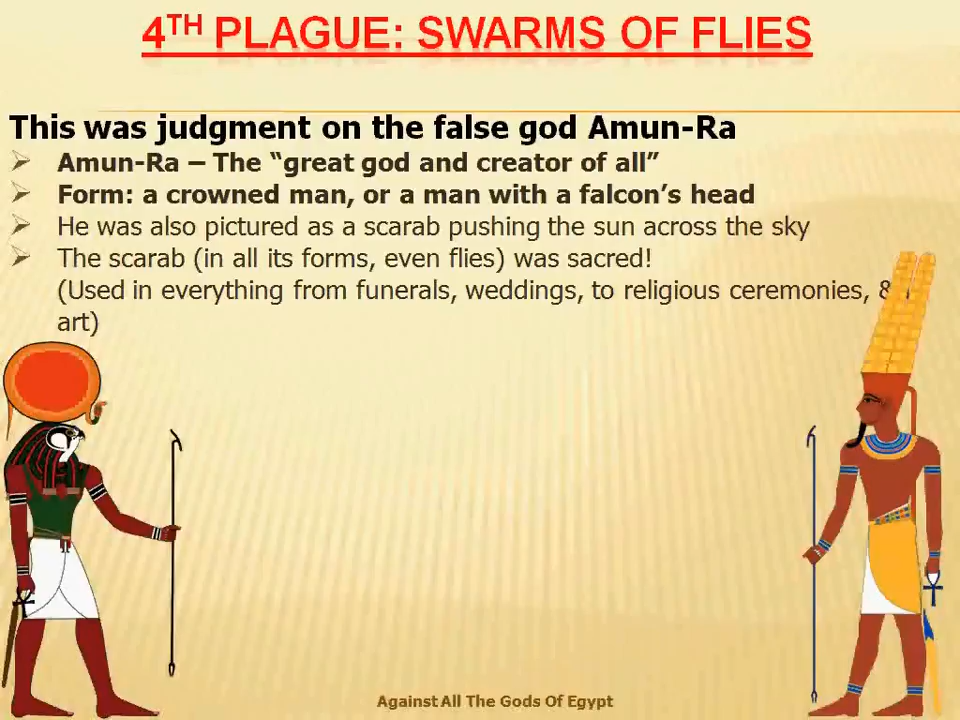 4TH PLAGUE: SWARMS OF FLIES
This was judgment on the false god Amun-Ra
Amun-Ra – The “great god and creator of all”
Form: a crowned man, or a man with a falcon’s head
He was also pictured as a scarab pushing the sun across the sky
The scarab (in all its forms, even flies) was sacred!
(Used in everything from funerals, weddings, to religious ceremonies, &
art)
Against All The Gods Of Egypt